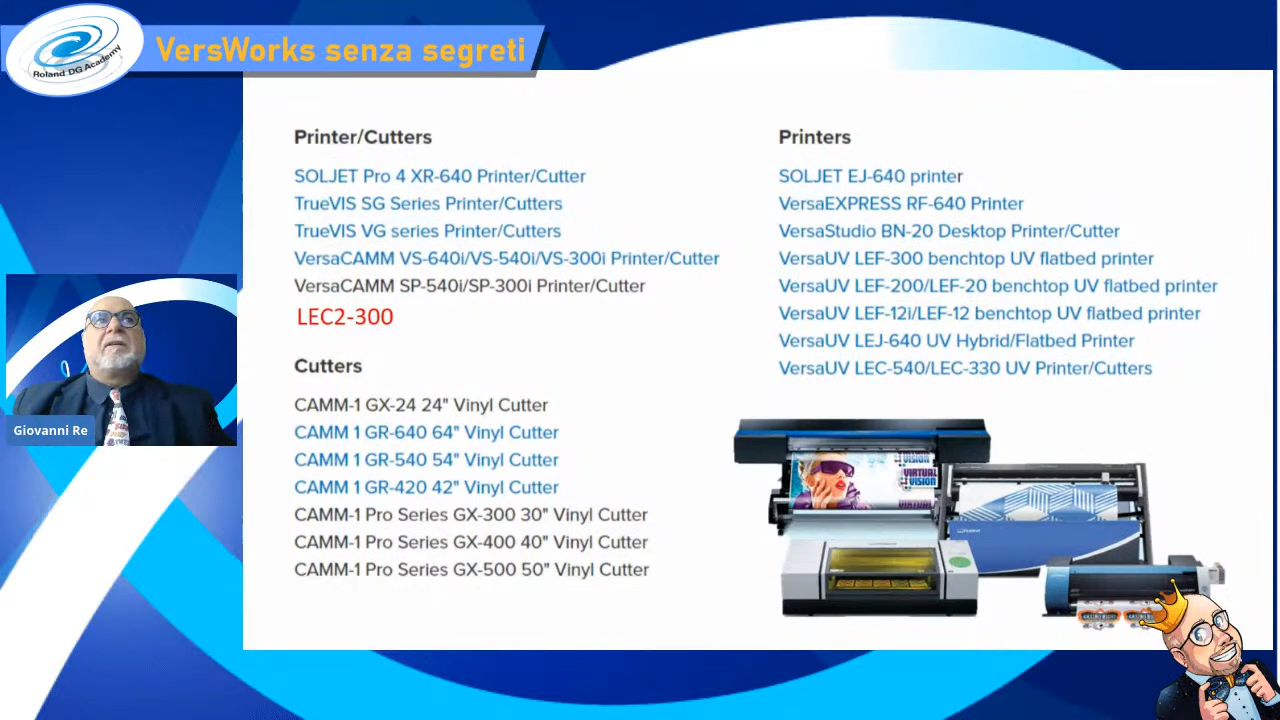 Roland DG Academy
VersWorks senza segreti
Printer/Cutters
SOLJET Pro 4 XR-640 Printer/Cutter
TrueVIS SG Series Printer/Cutters
TrueVIS VG series Printer/Cutters
VersaCAMM VS-640i/VS-540i/VS-300i Printer/Cutter
VersaCAMM SP-540i/SP-300i Printer/Cutter
LEC2-300
Cutters
CAMM-1 GX-24 24" Vinyl Cutter
CAMM 1 GR-640 64" Vinyl Cutter
CAMM 1 GR-540 54" Vinyl Cutter
CAMM 1 GR-420 42" Vinyl Cutter
CAMM-1 Pro Series GX-300 30" Vinyl Cutter
CAMM-1 Pro Series GX-400 40" Vinyl Cutter
CAMM-1 Pro Series GX-500 50" Vinyl Cutter
Printers
SOLJET EJ-640 printer
VersaEXPRESS RF-640 Printer
VersaStudio BN-20 Desktop Printer/Cutter
VersaUV LEF-300 benchtop UV flatbed printer
VersaUV LEF-200/LEF-20 benchtop UV flatbed printer
VersaUV LEF-12i/LEF-12 benchtop UV flatbed printer
VersaUV LEJ-640 UV Hybrid/Flatbed Printer
VersaUV LEC-540/LEC-330 UV Printer/Cutters
VISION
VIRTUAL
VISION
VIRTUAL
Giovanni Re